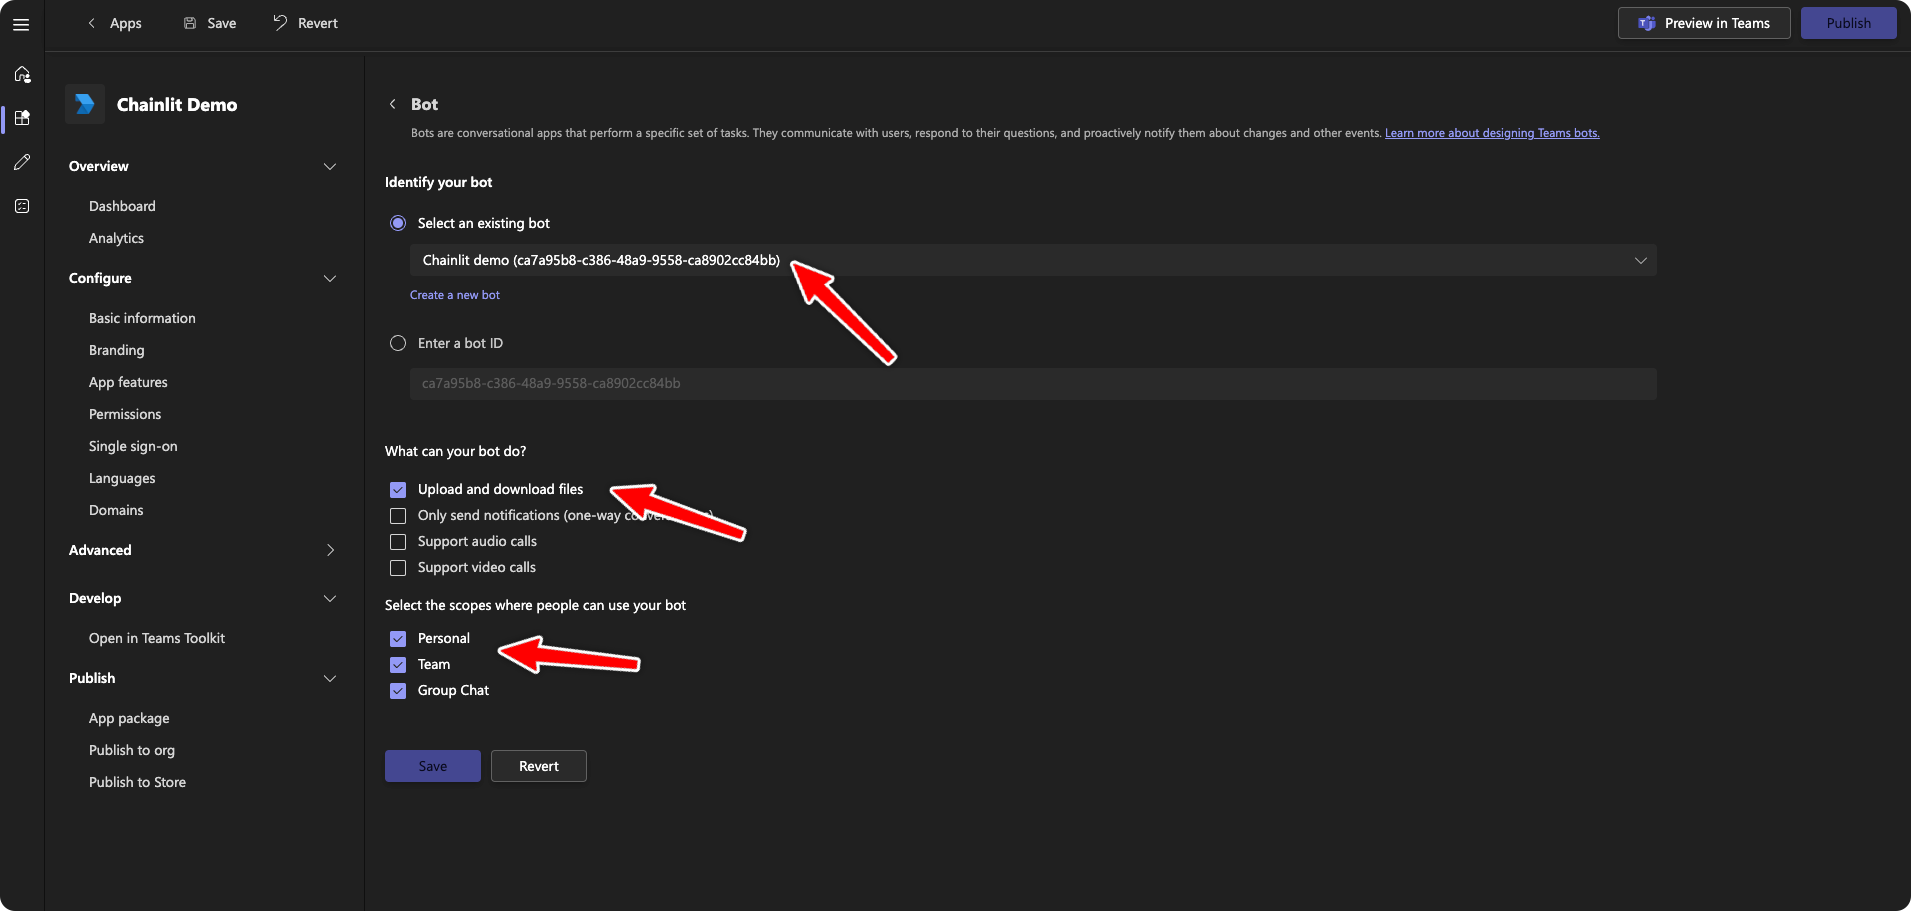 Apps Save Revert Preview in Teams Publish
Chainlit Demo
Overview
Dashboard
Analytics
Configure
Basic information
Branding
App features
Permissions
Single sign-on
Languages
Domains
Advanced
Develop
Open in Teams Toolkit
Publish
App package
Publish to org
Publish to Store
Bot
Bots are conversational apps that perform a specific set of tasks. They communicate with users, respond to their questions, and proactively notify them about changes and other events. Learn more about designing Teams bots.
Identify your bot
Select an existing bot
Chainlit demo (ca7a95b8-c386-48a9-9558-ca8902cc84bb)
Create a new bot
Enter a bot ID
ca7a95b8-c386-48a9-9558-ca8902cc84bb
What can your bot do?
Upload and download files
Only send notifications (one-way
Support audio calls
Support video calls
Select the scopes where people can use your bot
Personal
Team
Group Chat
Save Revert